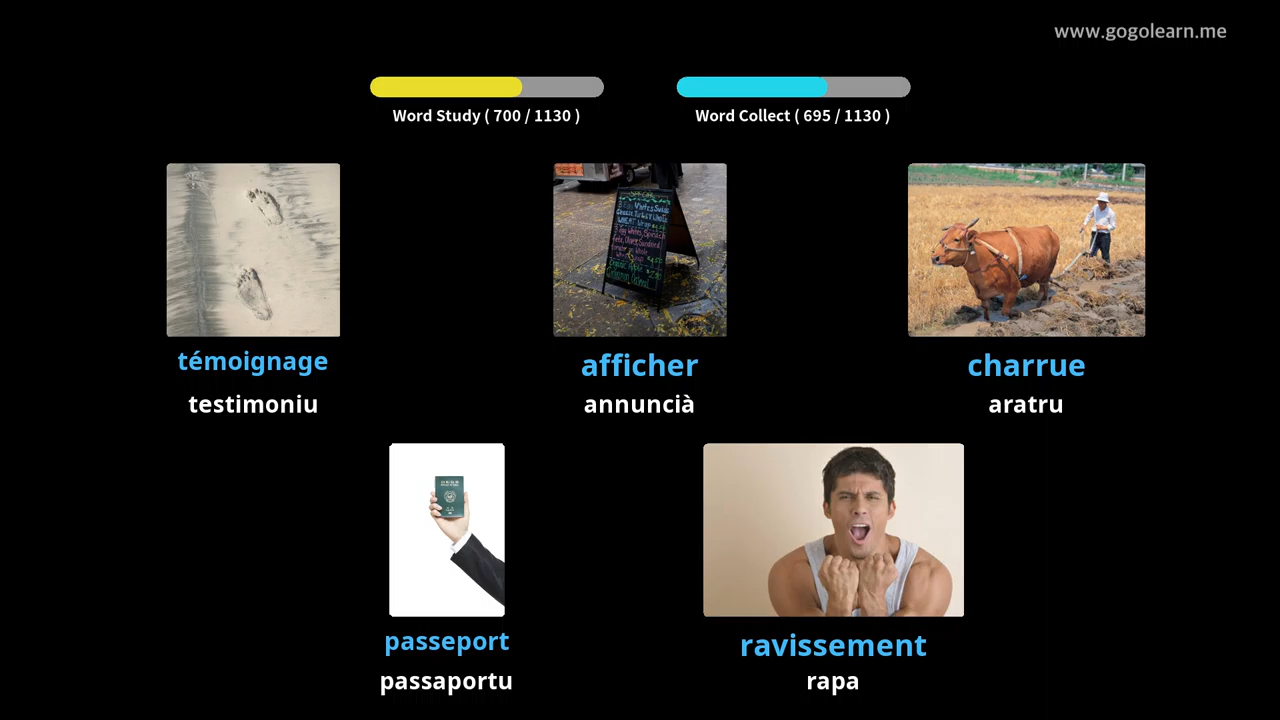 www.gogolearn.me
Word Study ( 700 / 1130 )
Word Collect ( 695 / 1130 )
témoignage
testimoniu
afficher
annuncià
charrue
aratru
passeport
passaportu
ravissement
rapa